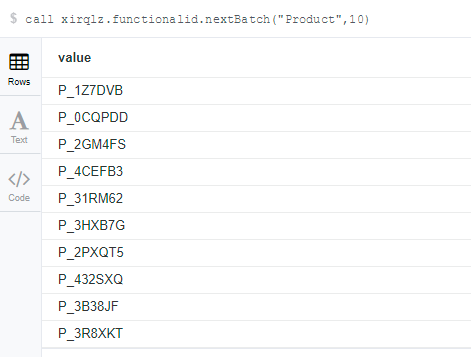 $ call xirqlz.functionalid.nextBatch("Product",10)
Rows
Text
Code
value
P_1Z7DVB
P_0CQPDD
P_2GM4FS
P_4CEFB3
P_31RM62
P_3HXB7G
P_2PXQT5
P_432SXQ
P_3B38JF
P_3R8XKT